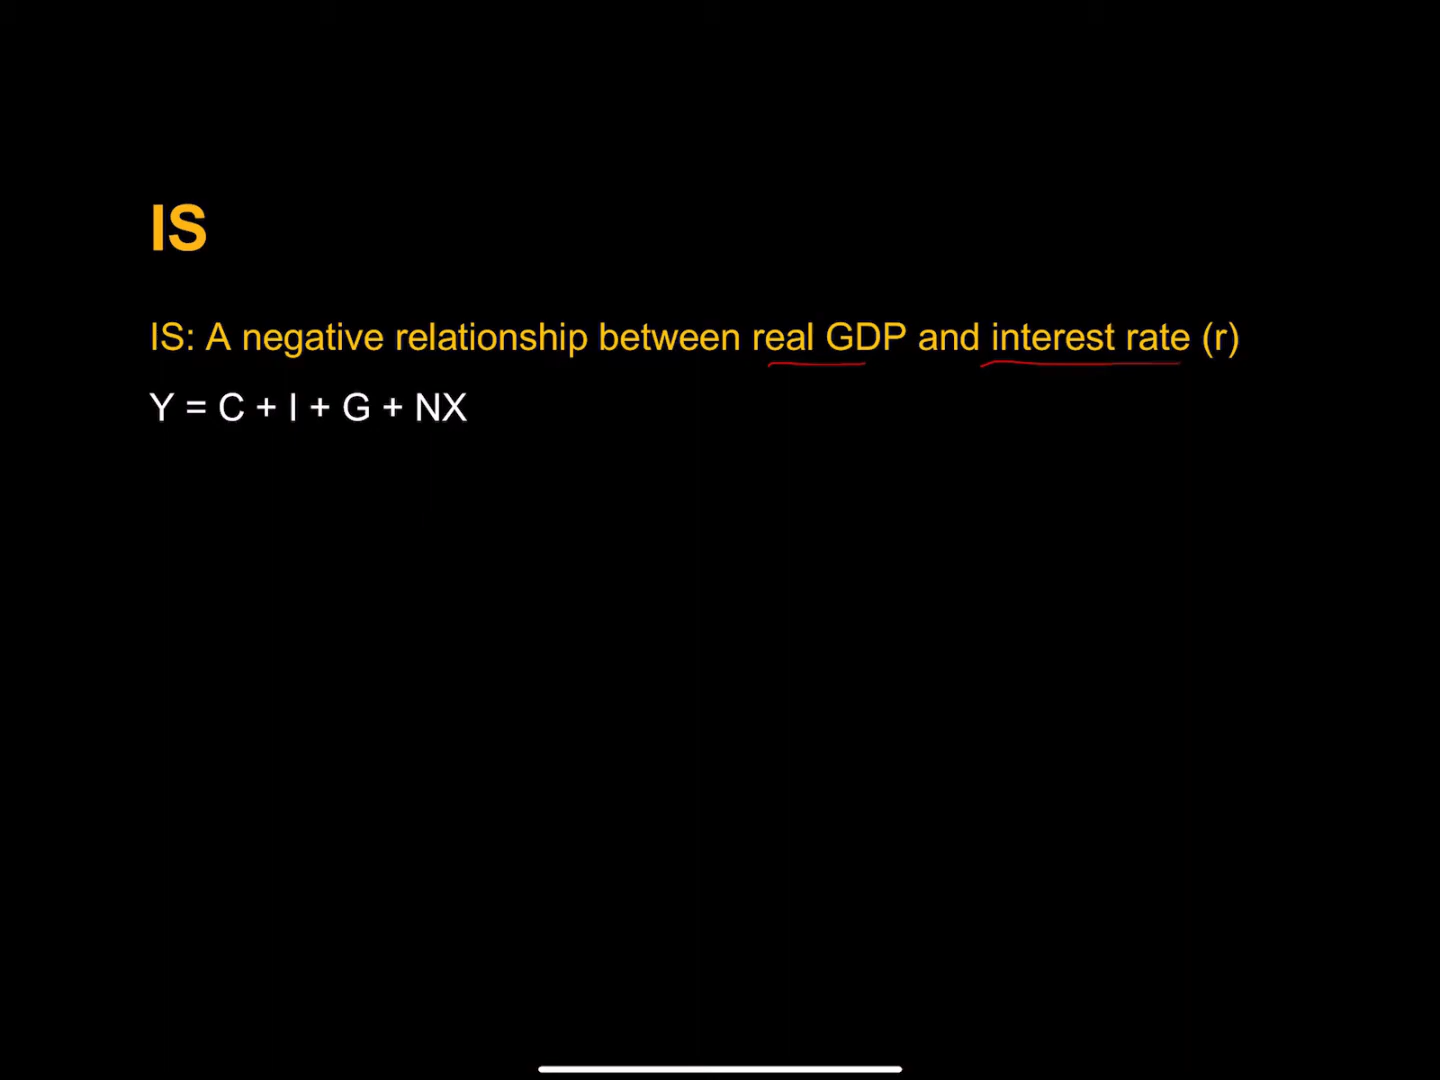 IS
IS: A negative relationship between real GDP and interest rate (r)
Y = C + I + G + NX